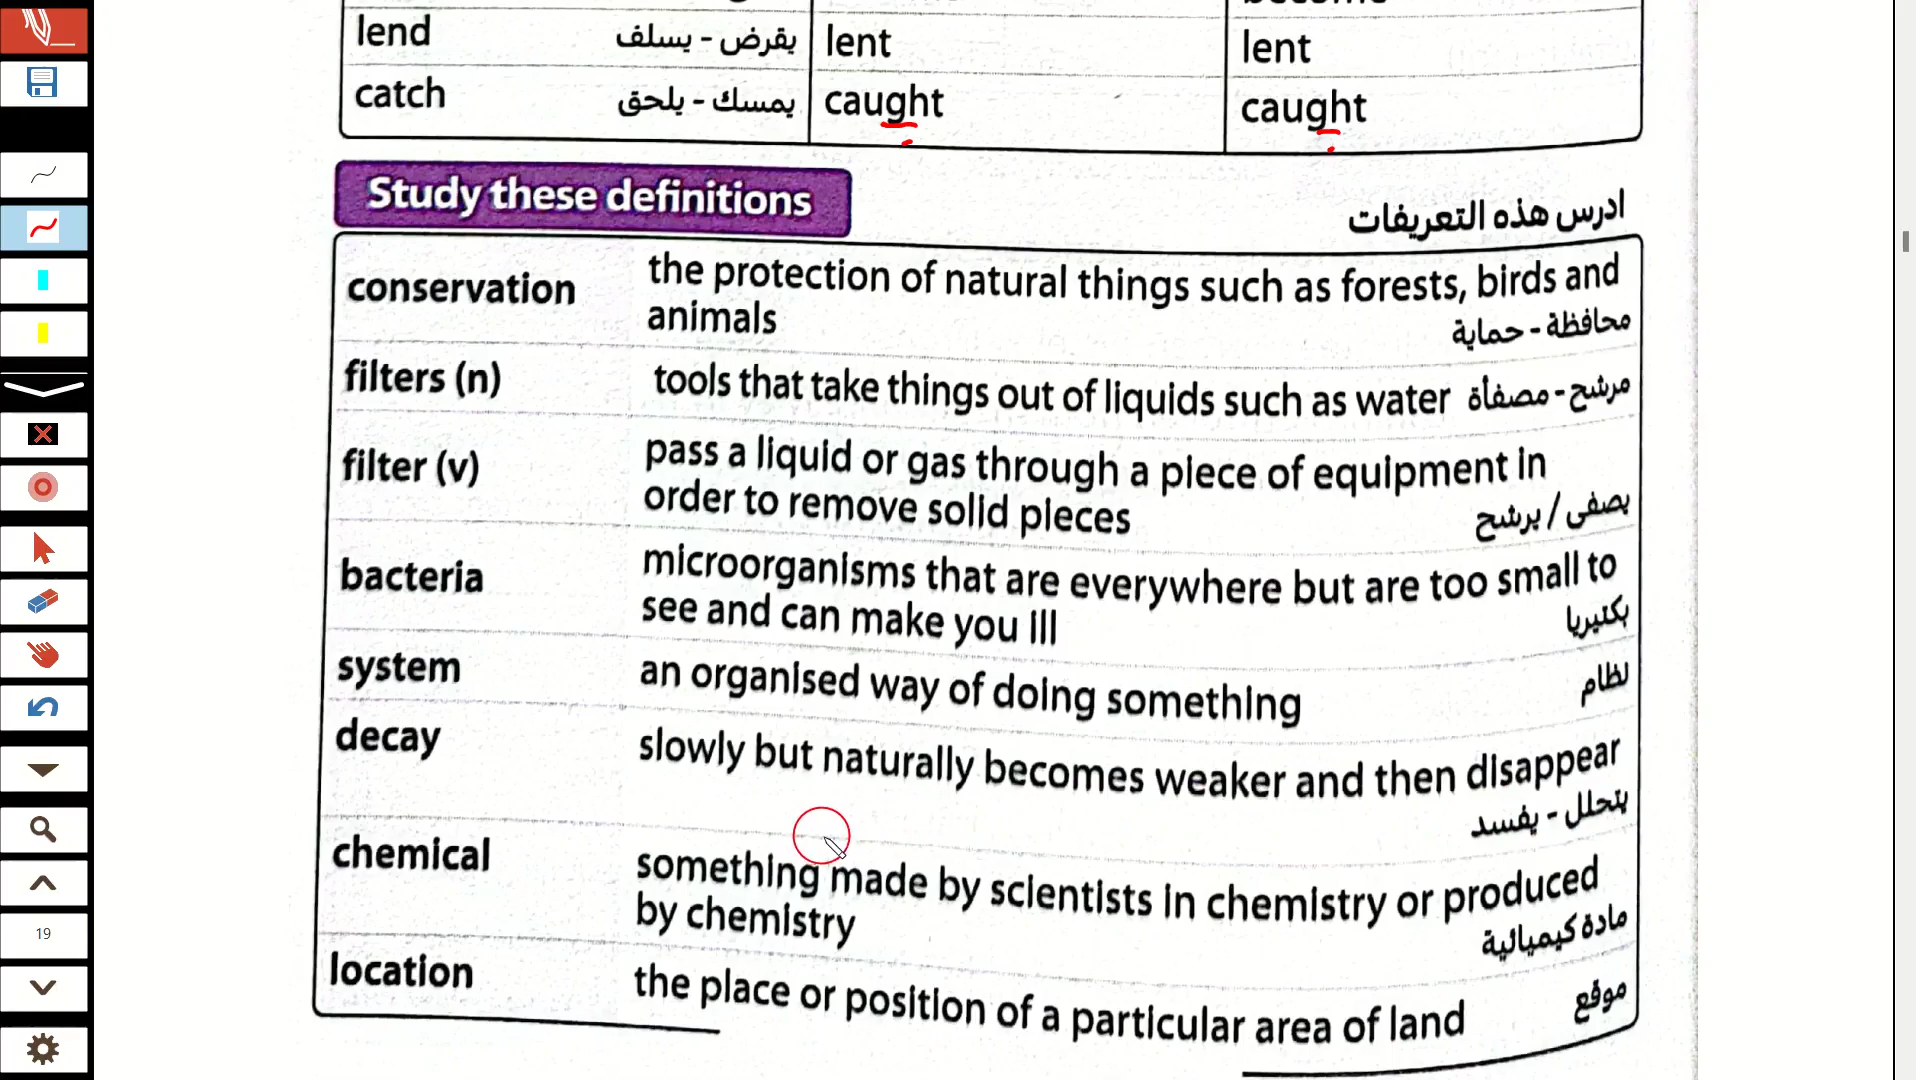 lend يقرض - يسلف lent lent
catch يمسك - يلحق caught caught
Study these definitions ادرس هذه التعريفات
conservation the protection of natural things such as forests, birds and
animals محافظة - حماية
filters (n) tools that take things out of liquids such as water مرشح - مصفاة
filter (v) pass a liquid or gas through a piece of equipment in
order to remove solid pieces يصفى / يرشح
bacteria microorganisms that are everywhere but are too small to
see and can make you ill بكتيريا
system an organised way of doing something نظام
decay slowly but naturally becomes weaker and then disappear
يتحلل - يفسد
chemical something made by scientists in chemistry or produced
by chemistry مادة كيميائية
location the place or position of a particular area of land موقع
19